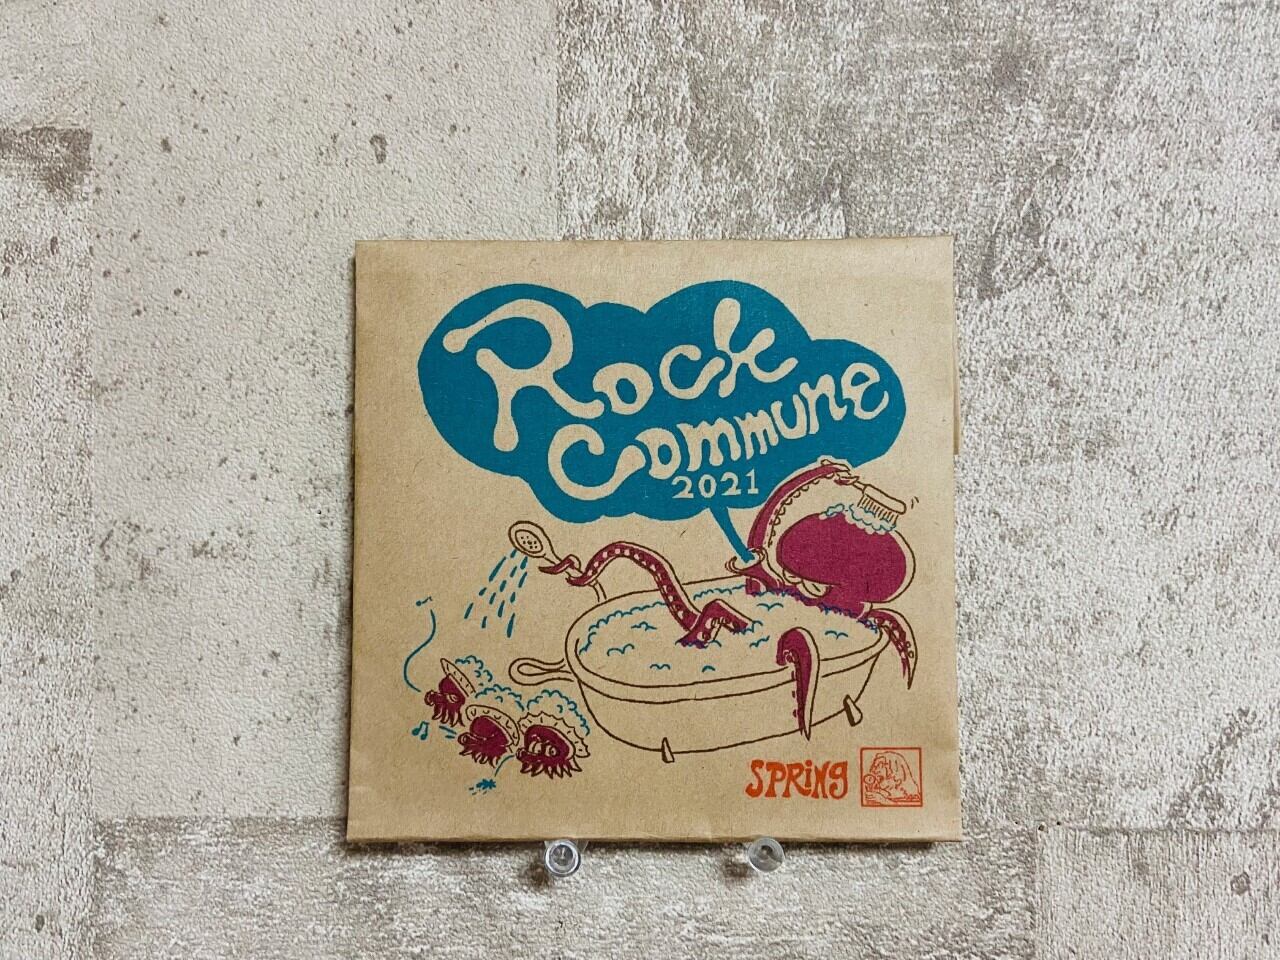 Rock
Commune
2021
SPRiNG